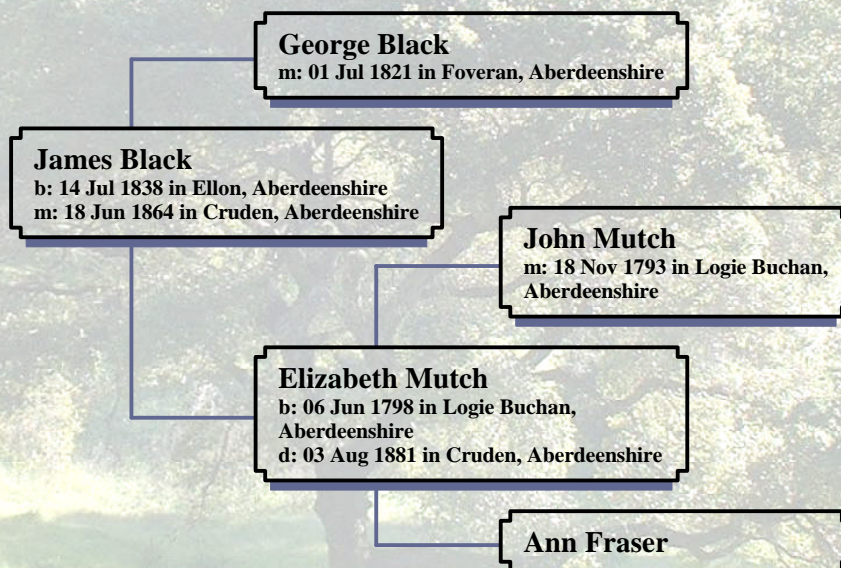 George Black
m: 01 Jul 1821 in Foveran, Aberdeenshire
James Black
b: 14 Jul 1838 in Ellon, Aberdeenshire
m: 18 Jun 1864 in Cruden, Aberdeenshire
John Mutch
m: 18 Nov 1793 in Logie Buchan,
Aberdeenshire
Elizabeth Mutch
b: 06 Jun 1798 in Logie Buchan,
Aberdeenshire
d: 03 Aug 1881 in Cruden, Aberdeenshire
Ann Fraser